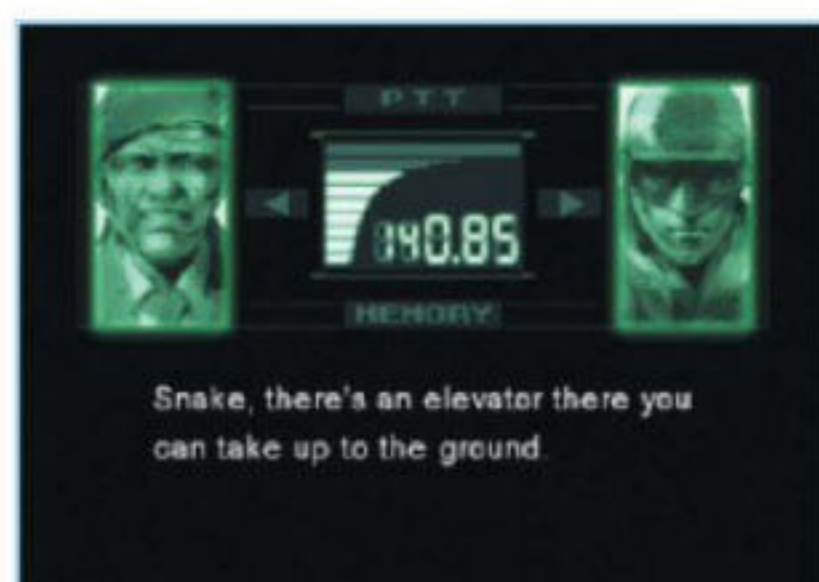 PTT
140.85
MEMORY
Snake, there's an elevator there you
can take up to the ground.